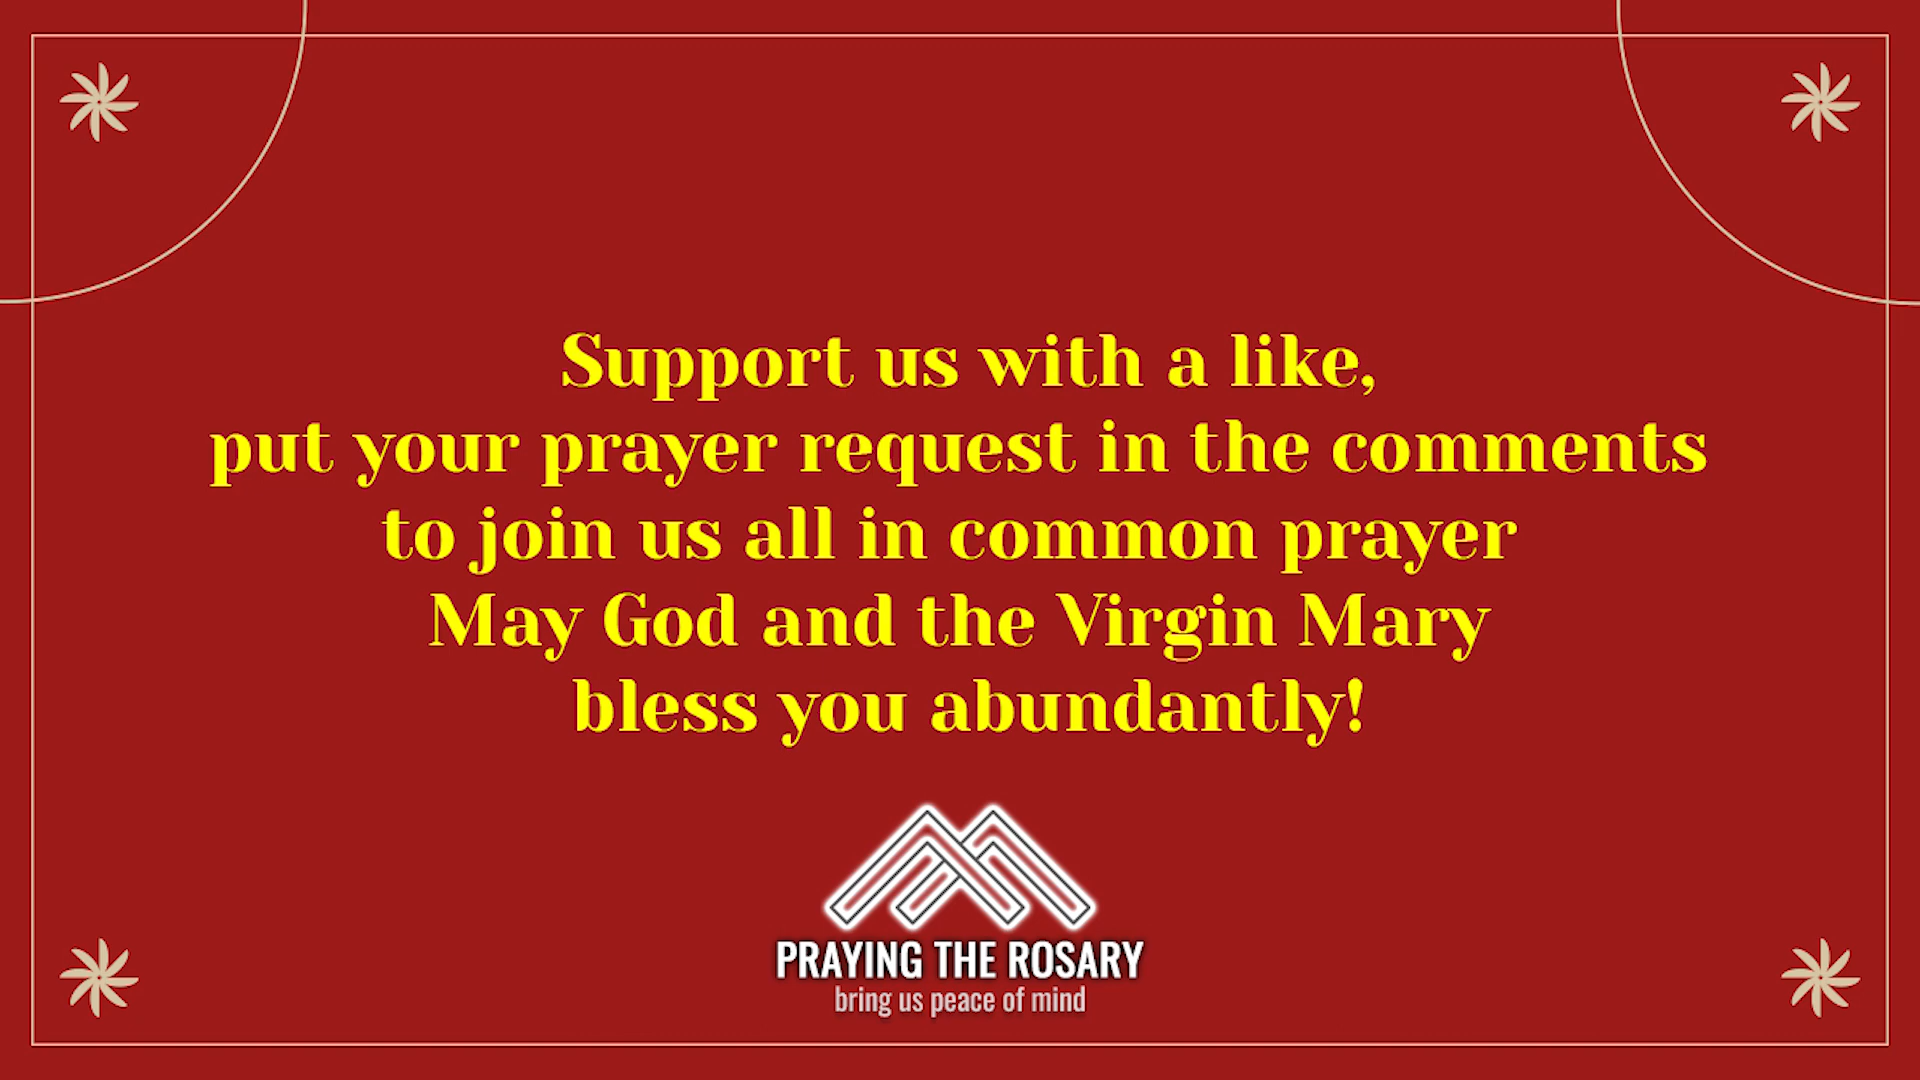 Support us with a like,
put your prayer request in the comments
to join us all in common prayer
May God and the Virgin Mary
bless you abundantly!
PRAYING THE ROSARY
bring us peace of mind